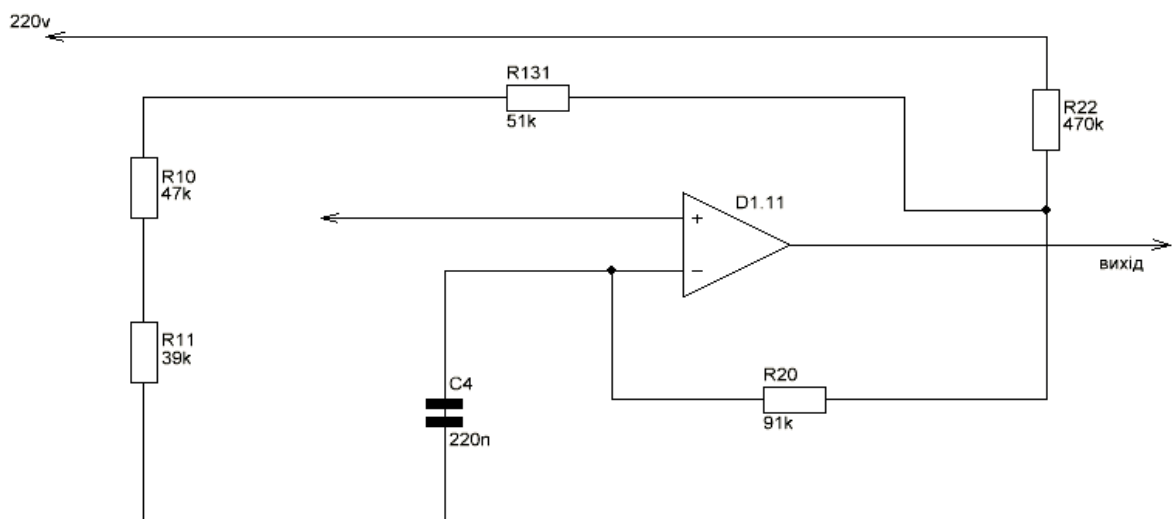 220v
R131
51k
R22
470k
R10
47k
D1.11
+
−
вихід
R11
39k
C4
220n
R20
91k